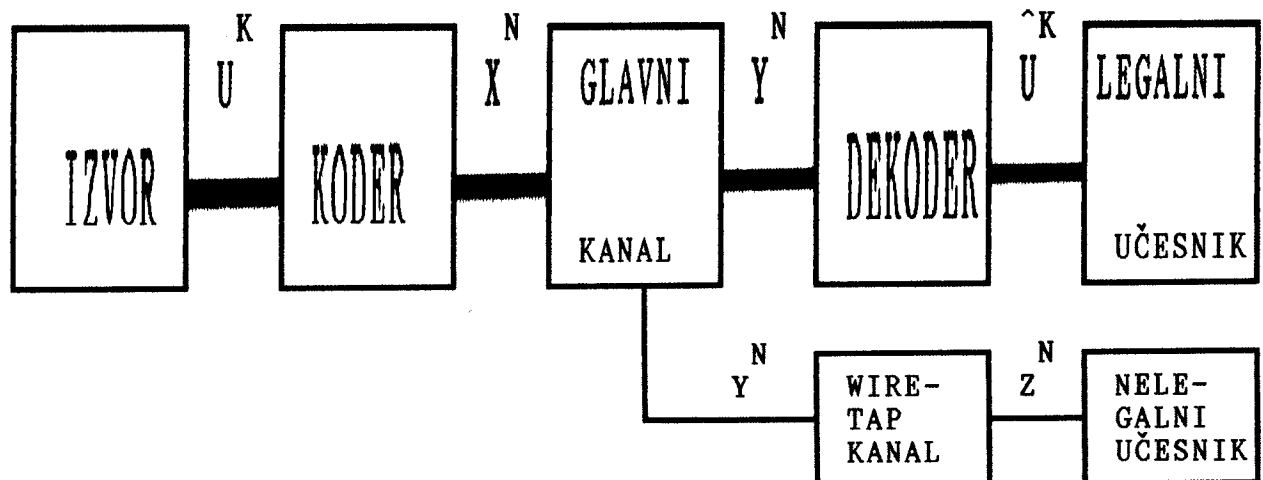 K N N ^K
U X Y U
GLAVNI LEGALNI
IZVOR KODER DEKODER
KANAL UČESNIK
N N
Y Z
WIRE- NELE-
TAP GALNI
KANAL UČESNIK